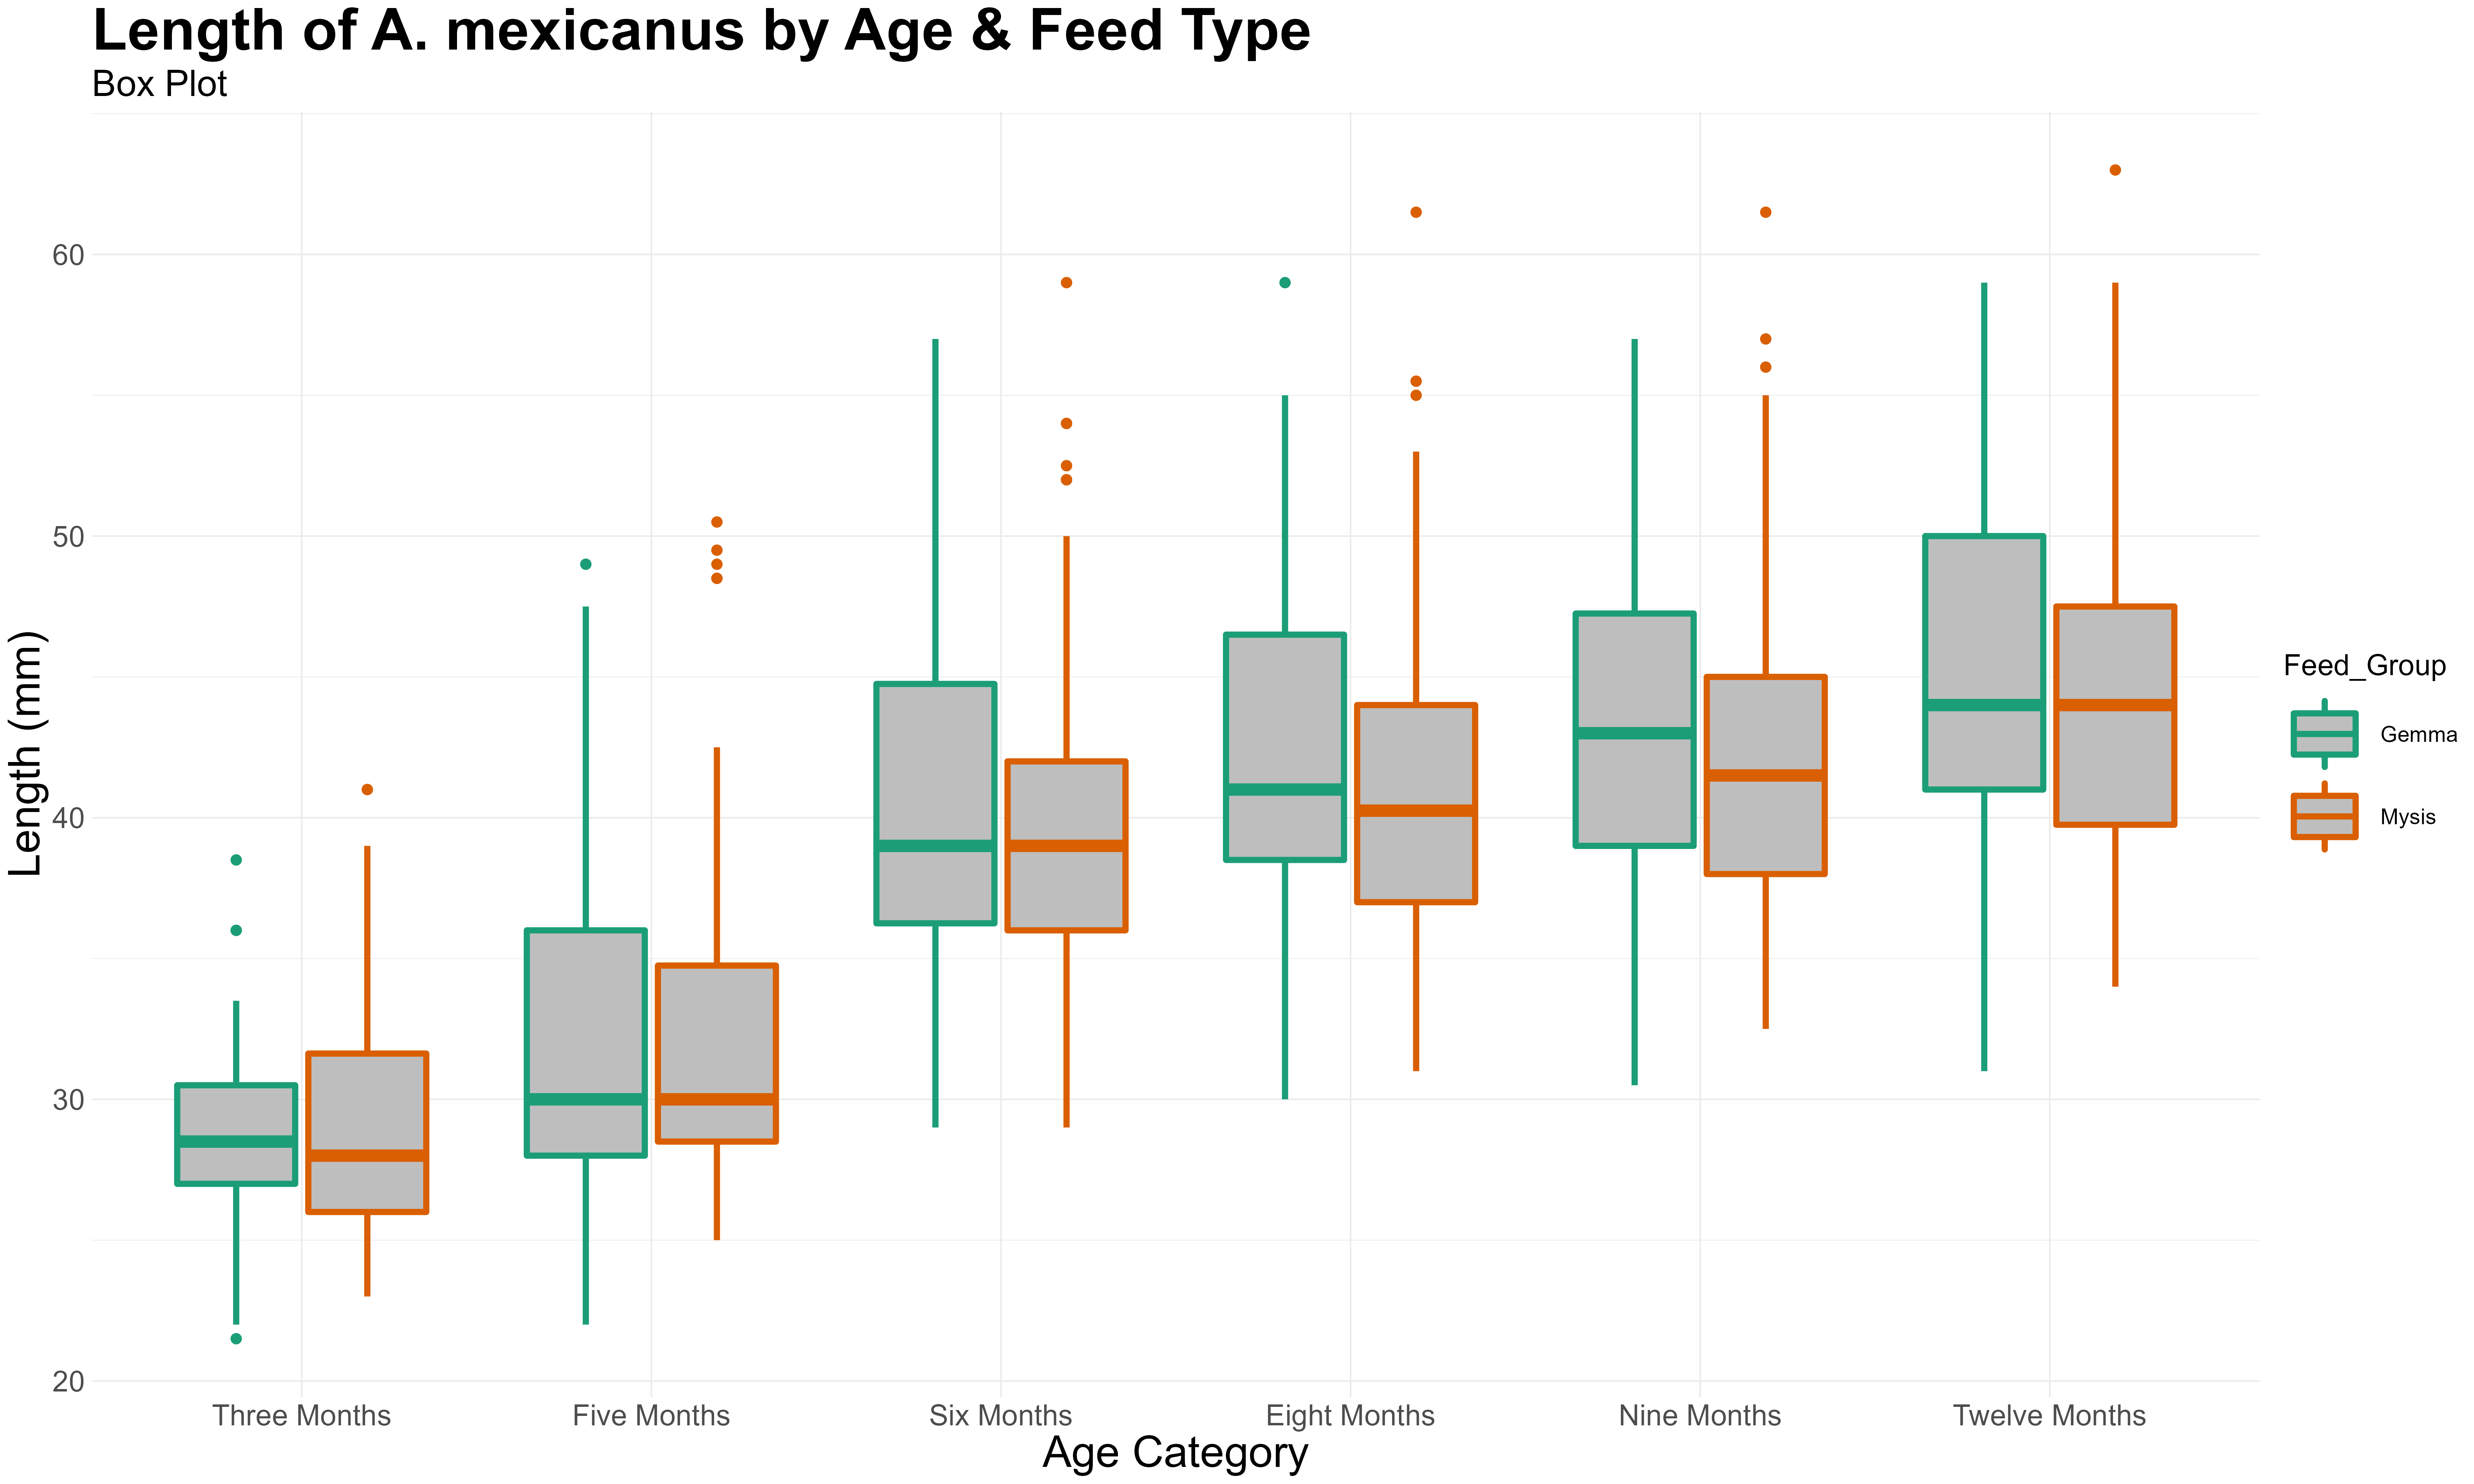 Length of A. mexicanus by Age & Feed Type
Box Plot
Length (mm)
60
50
40
30
20
Three Months
Five Months
Six Months
Eight Months
Nine Months
Twelve Months
Age Category
Feed_Group
Gemma
Mysis